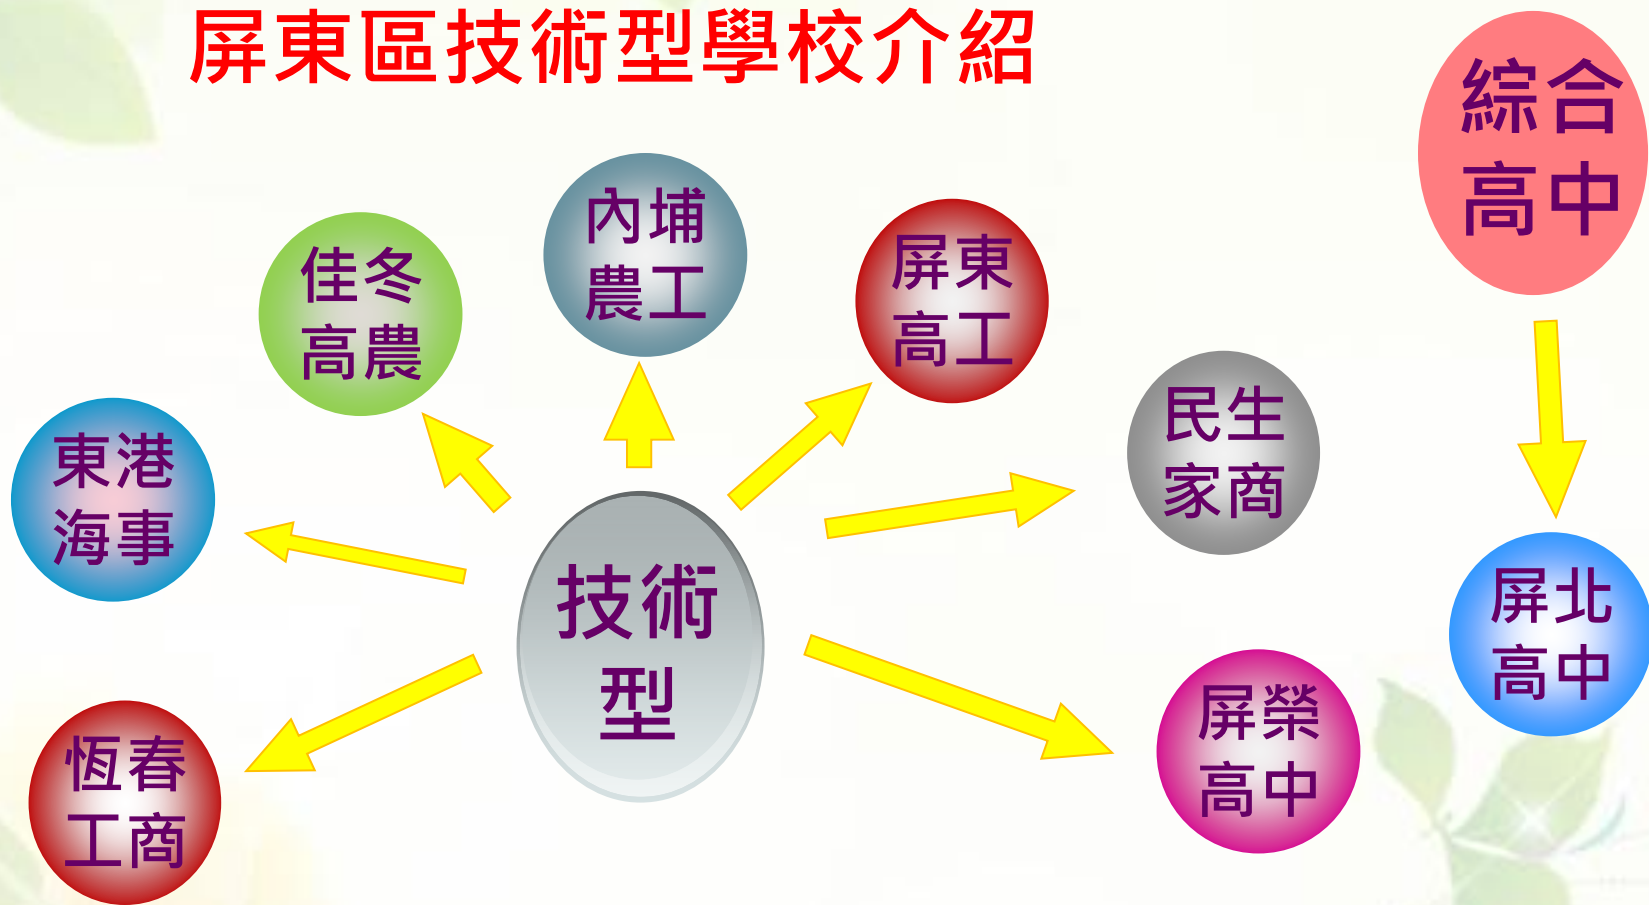 屏東區技術型學校介紹
綜合
高中
內埔
農工
佳冬
高農
屏東
高工
民生
家商
東港
海事
技術
型
屏北
高中
屏榮
高中
恆春
工商